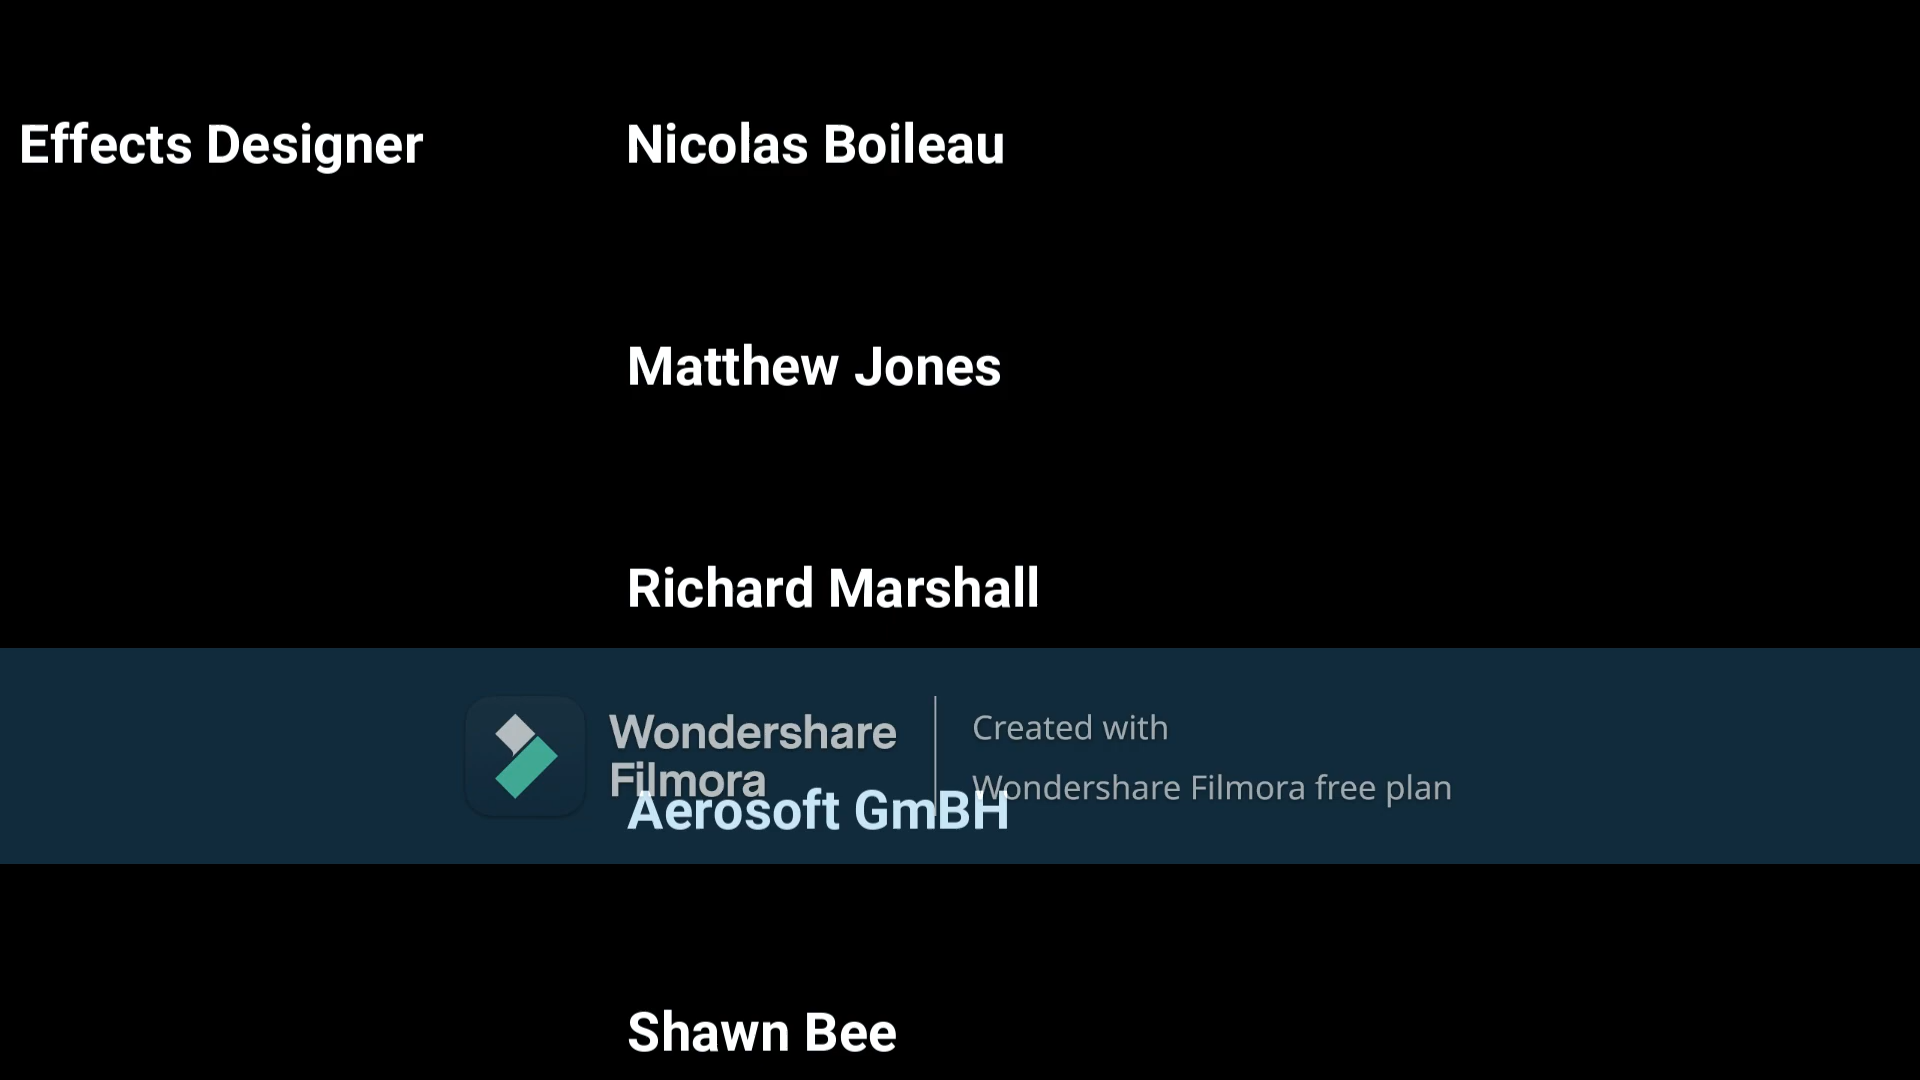 Effects Designer Nicolas Boileau
Matthew Jones
Richard Marshall
Wondershare
Filmora
Created with
Wondershare Filmora free plan
Aerosoft GmBH
Shawn Bee